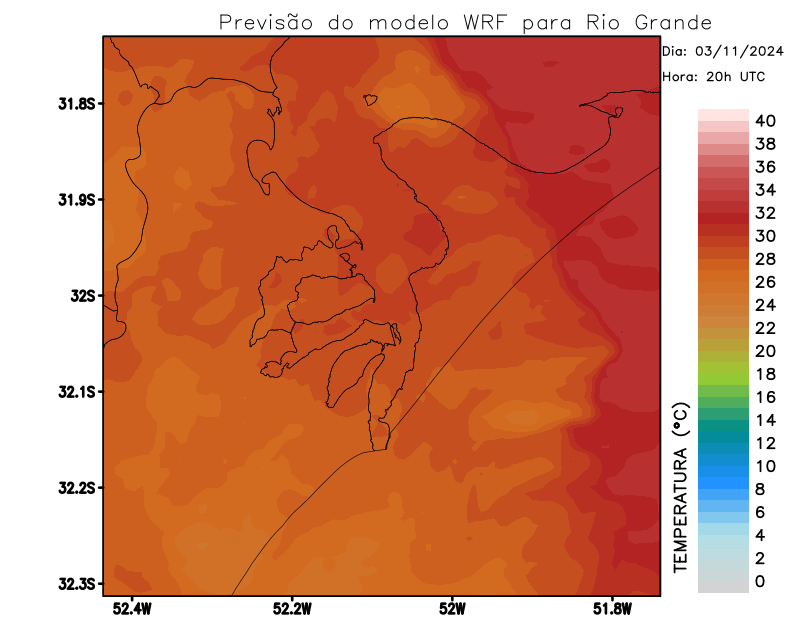 Previsão do modelo WRF para Rio Grande
Dia: 03/11/2024
Hora: 20h UTC
31.8S
31.9S
32S
32.1S
32.2S
32.3S
52.4W
52.2W
52W
51.8W
TEMPERATURA (°C)
40
38
36
34
32
30
28
26
24
22
20
18
16
14
12
10
8
6
4
2
0